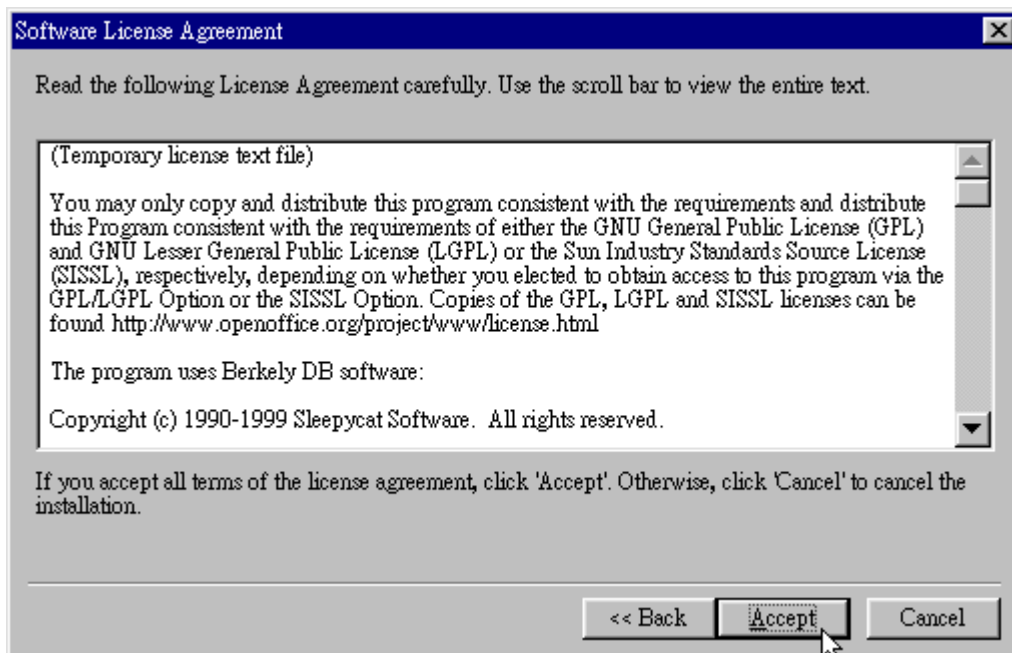 Software License Agreement
Read the following License Agreement carefully. Use the scroll bar to view the entire text.
(Temporary license text file)
You may only copy and distribute this program consistent with the requirements and distribute
this Program consistent with the requirements of either the GNU General Public License (GPL)
and GNU Lesser General Public License (LGPL) or the Sun Industry Standards Source License
(SISSL), respectively, depending on whether you elected to obtain access to this program via the
GPL/LGPL Option or the SISSL Option. Copies of the GPL, LGPL and SISSL licenses can be
found http://www.openoffice.org/project/www/license.html
The program uses Berkely DB software:
Copyright (c) 1990-1999 Sleepycat Software.  All rights reserved.
If you accept all terms of the license agreement, click 'Accept'. Otherwise, click 'Cancel' to cancel the
installation.
<< Back Accept Cancel